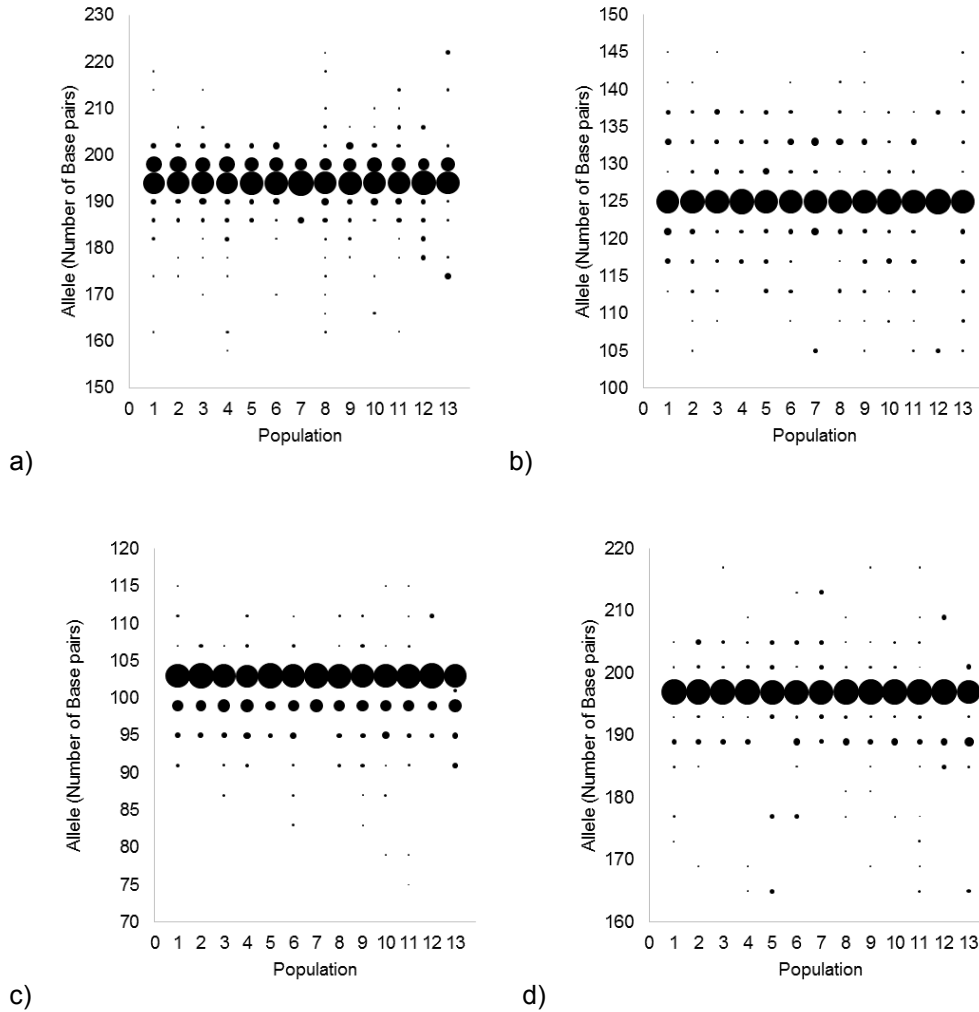 Allele (Number of Base pairs)
230
220
210
200
190
180
170
160
150
0 1 2 3 4 5 6 7 8 9 10 11 12 13
Population
a)
Allele (Number of Base pairs)
150
145
140
135
130
125
120
115
110
105
100
0 1 2 3 4 5 6 7 8 9 10 11 12 13
Population
b)
Allele (Number of Base pairs)
120
115
110
105
100
95
90
85
80
75
70
0 1 2 3 4 5 6 7 8 9 10 11 12 13
Population
c)
Allele (Number of Base pairs)
220
210
200
190
180
170
160
0 1 2 3 4 5 6 7 8 9 10 11 12 13
Population
d)